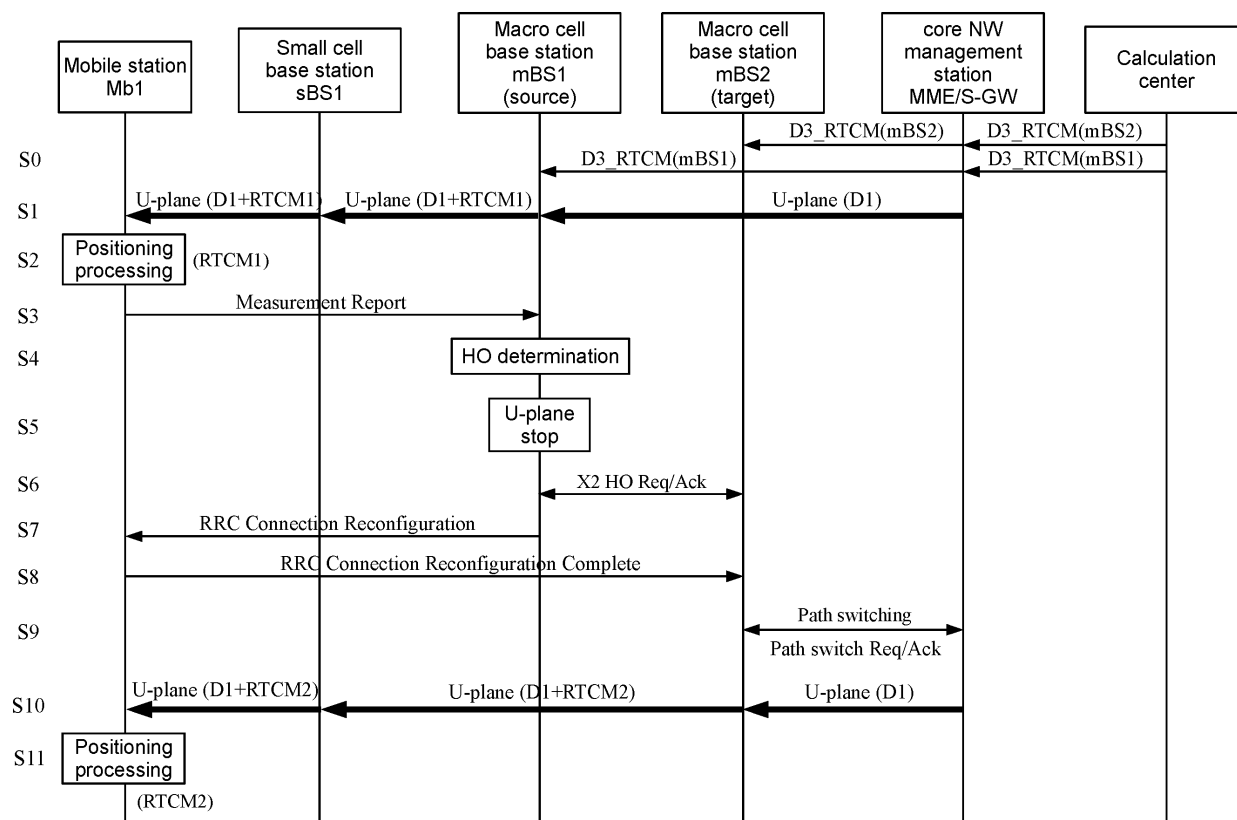 Mobile station
Mb1
Small cell
base station
sBS1
Macro cell
base station
mBS1
(source)
Macro cell
base station
mBS2
(target)
core NW
management
station
MME/S-GW
Calculation
center
S0
D3_RTCM(mBS2)
D3_RTCM(mBS2)
D3_RTCM(mBS1)
D3_RTCM(mBS1)
S1
U-plane (D1+RTCM1)
U-plane (D1+RTCM1)
U-plane (D1)
S2
Positioning
processing
(RTCM1)
S3
Measurement Report
S4
HO determination
S5
U-plane
stop
S6
X2 HO Req/Ack
S7
RRC Connection Reconfiguration
S8
RRC Connection Reconfiguration Complete
S9
Path switching
Path switch Req/Ack
S10
U-plane (D1+RTCM2)
U-plane (D1+RTCM2)
U-plane (D1)
S11
Positioning
processing
(RTCM2)